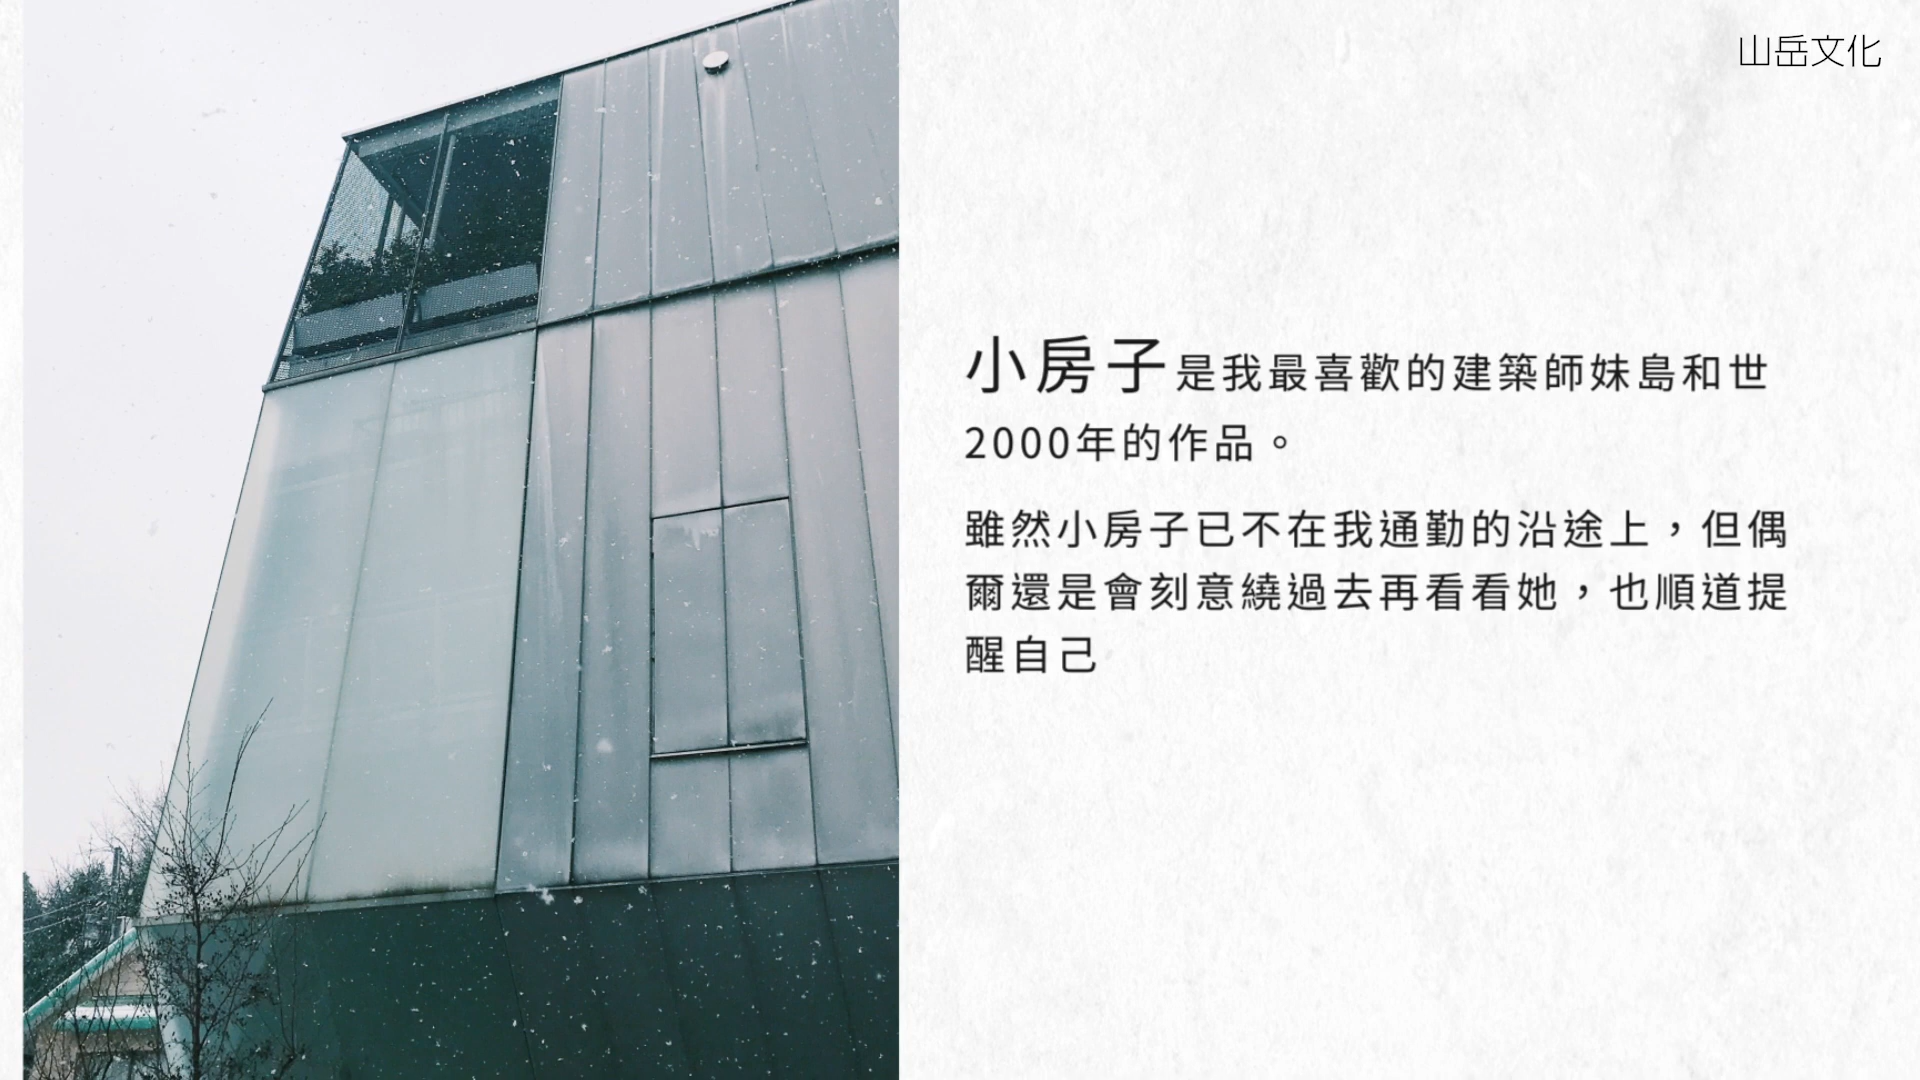 山岳文化
小房子是我最喜歡的建築師妹島和世
2000年的作品。
雖然小房子已不在我通勤的沿途上，但偶
爾還是會刻意繞過去再看看她，也順道提
醒自己